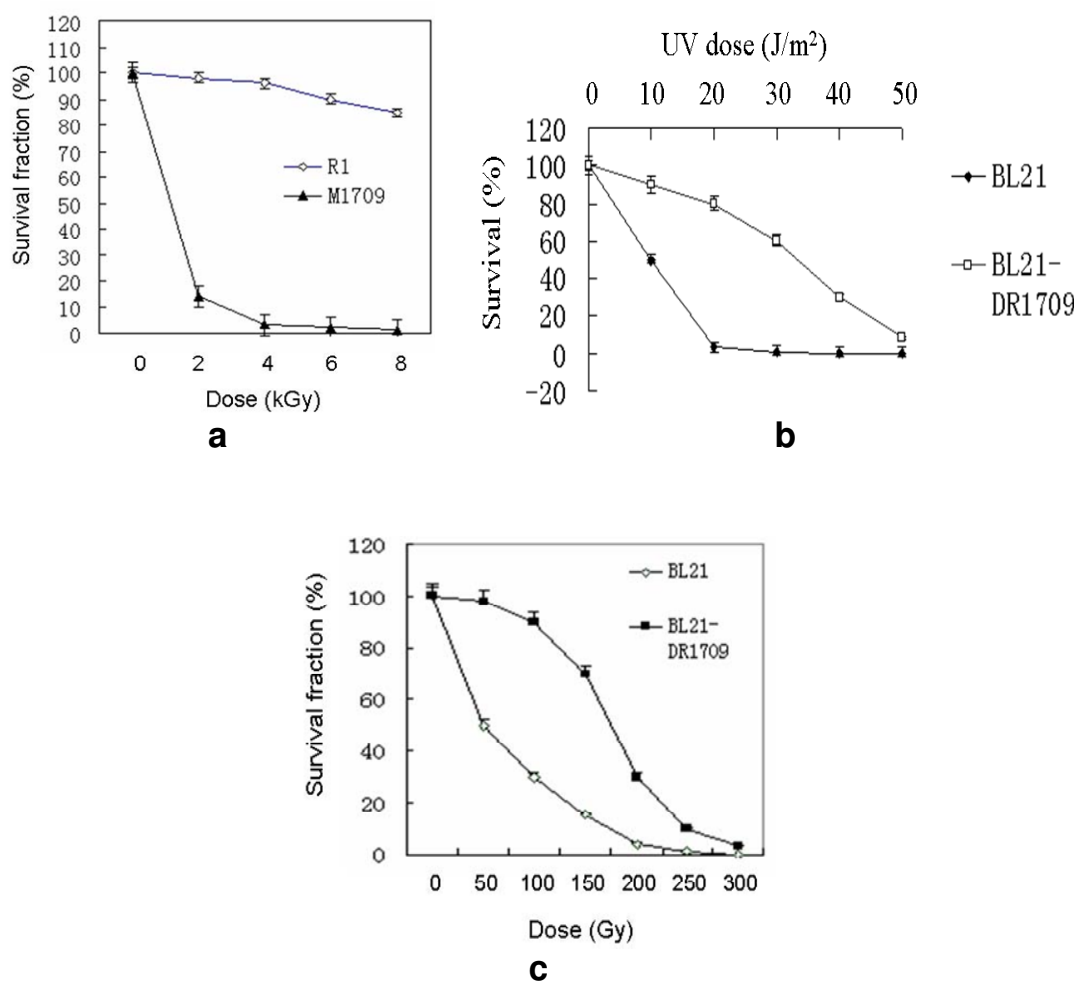 Survival fraction (%)
120
110
100
90
80
70
60
50
40
30
20
10
0
R1
M1709
0 2 4 6 8
Dose (kGy)
a
UV dose (J/m²)
0 10 20 30 40 50
Survival (%)
120
100
80
60
40
20
0
-20
BL21
BL21-
DR1709
b
Survival fraction (%)
120
100
80
60
40
20
0
BL21
BL21-
DR1709
0 50 100 150 200 250 300
Dose (Gy)
c